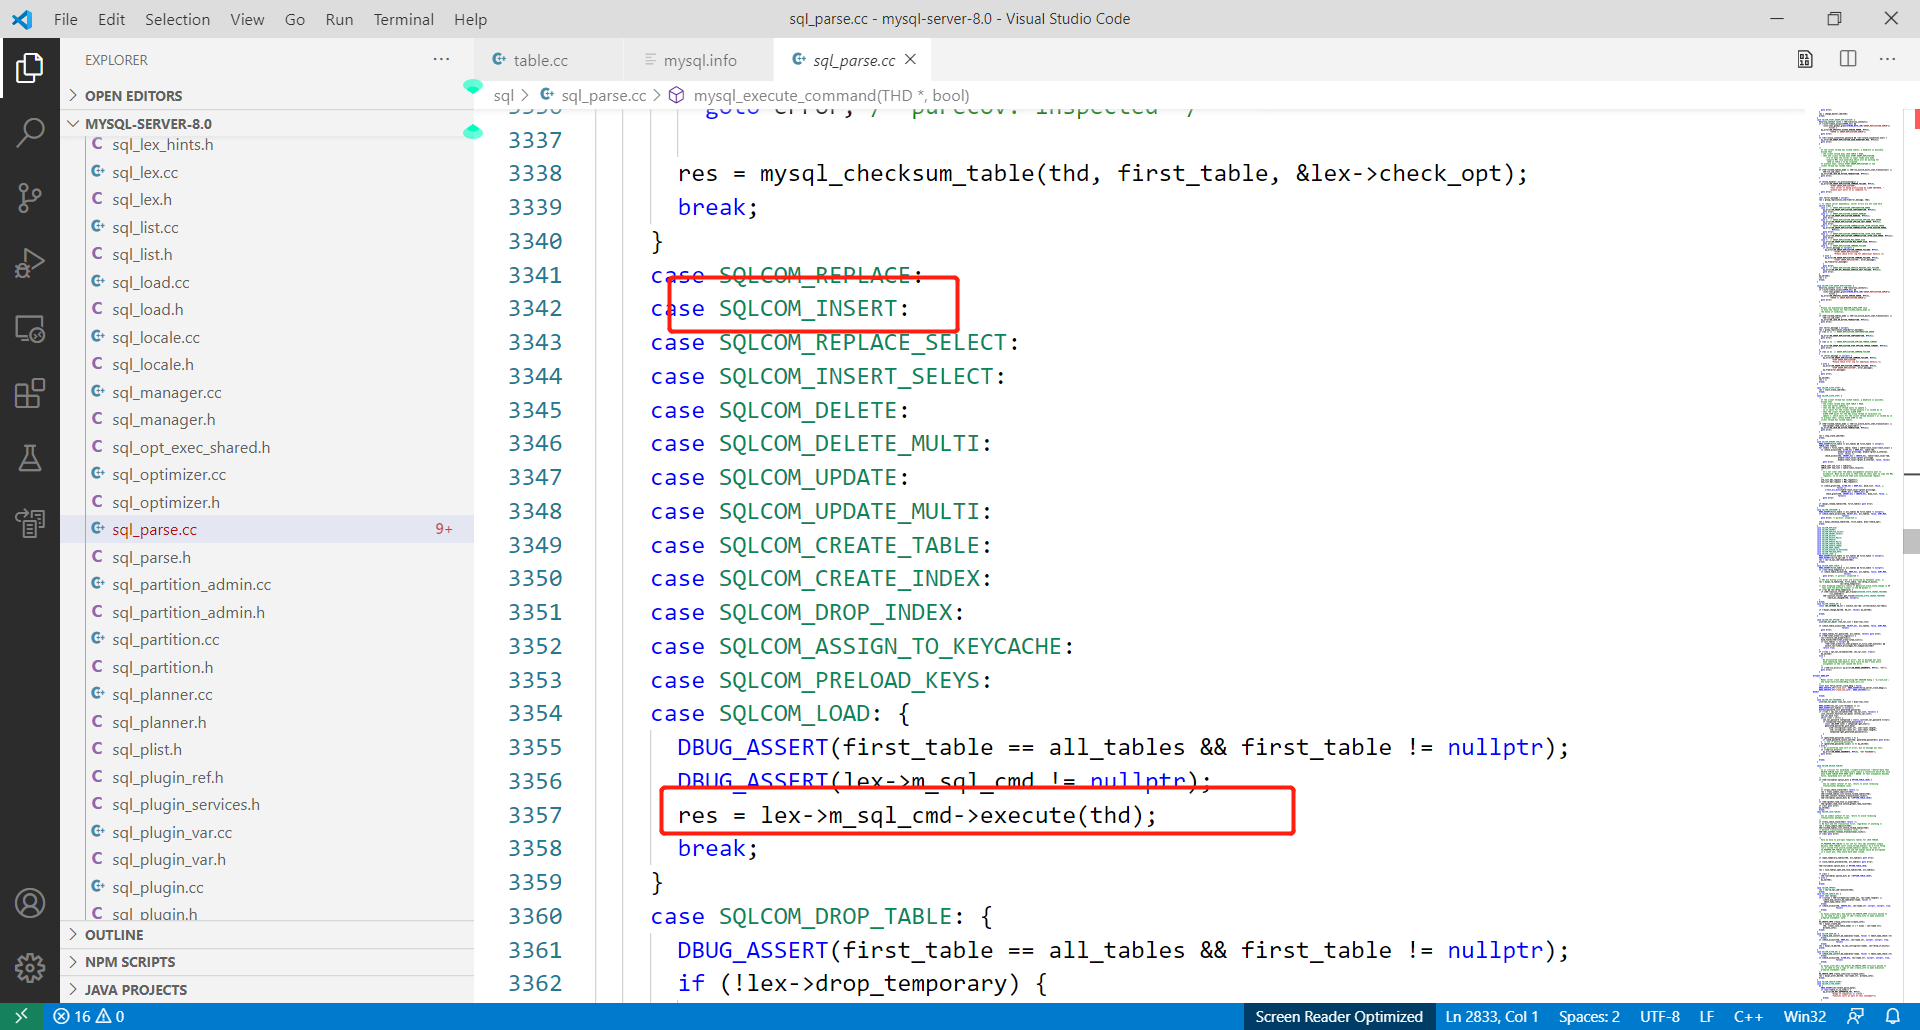 File Edit Selection View Go Run Terminal Help
sql_parse.cc - mysql-server-8.0 - Visual Studio Code
EXPLORER
OPEN EDITORS
MYSQL-SERVER-8.0
sql_lex_hints.h
sql_lex.cc
sql_lex.h
sql_list.cc
sql_list.h
sql_load.cc
sql_load.h
sql_locale.cc
sql_locale.h
sql_manager.cc
sql_manager.h
sql_opt_exec_shared.h
sql_optimizer.cc
sql_optimizer.h
sql_parse.cc 9+
sql_parse.h
sql_partition_admin.cc
sql_partition_admin.h
sql_partition.cc
sql_partition.h
sql_planner.cc
sql_planner.h
sql_plist.h
sql_plugin_ref.h
sql_plugin_services.h
sql_plugin_var.cc
sql_plugin_var.h
sql_plugin.cc
sql_plugin.h
OUTLINE
NPM SCRIPTS
JAVA PROJECTS
table.cc
mysql.info
sql_parse.cc
sql > sql_parse.cc > mysql_execute_command(THD *, bool)
3336 goto error; /* purecov: inspected */
3337
3338 res = mysql_checksum_table(thd, first_table, &lex->check_opt);
3339 break;
3340 }
3341 case SQLCOM_REPLACE:
3342 case SQLCOM_INSERT:
3343 case SQLCOM_REPLACE_SELECT:
3344 case SQLCOM_INSERT_SELECT:
3345 case SQLCOM_DELETE:
3346 case SQLCOM_DELETE_MULTI:
3347 case SQLCOM_UPDATE:
3348 case SQLCOM_UPDATE_MULTI:
3349 case SQLCOM_CREATE_TABLE:
3350 case SQLCOM_CREATE_INDEX:
3351 case SQLCOM_DROP_INDEX:
3352 case SQLCOM_ASSIGN_TO_KEYCACHE:
3353 case SQLCOM_PRELOAD_KEYS:
3354 case SQLCOM_LOAD: {
3355 DBUG_ASSERT(first_table == all_tables && first_table != nullptr);
3356 DBUG_ASSERT(lex->m_sql_cmd != nullptr);
3357 res = lex->m_sql_cmd->execute(thd);
3358 break;
3359 }
3360 case SQLCOM_DROP_TABLE: {
3361 DBUG_ASSERT(first_table == all_tables && first_table != nullptr);
3362 if (!lex->drop_temporary) {
16 0
Screen Reader Optimized Ln 2833, Col 1 Spaces: 2 UTF-8 LF C++ Win32